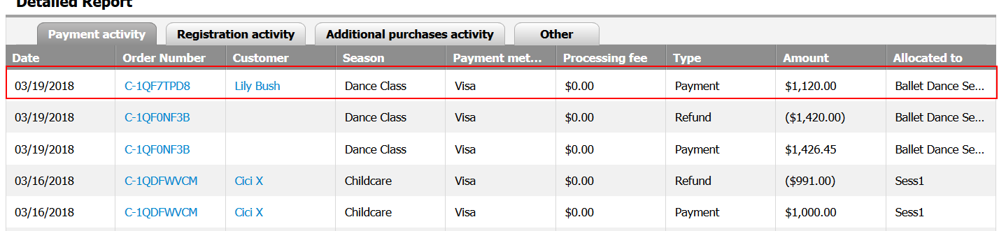 Detailed Report
Payment activity Registration activity Additional purchases activity Other
Date Order Number Customer Season Payment met... Processing fee Type Amount Allocated to
03/19/2018 C-1QF7TPD8 Lily Bush Dance Class Visa $0.00 Payment $1,120.00 Ballet Dance Se...
03/19/2018 C-1QF0NF3B Dance Class Visa $0.00 Refund ($1,420.00) Ballet Dance Se...
03/19/2018 C-1QF0NF3B Dance Class Visa $0.00 Payment $1,426.45 Ballet Dance Se...
03/16/2018 C-1QDFWVCM Cici X Childcare Visa $0.00 Refund ($991.00) Sess1
03/16/2018 C-1QDFWVCM Cici X Childcare Visa $0.00 Payment $1,000.00 Sess1